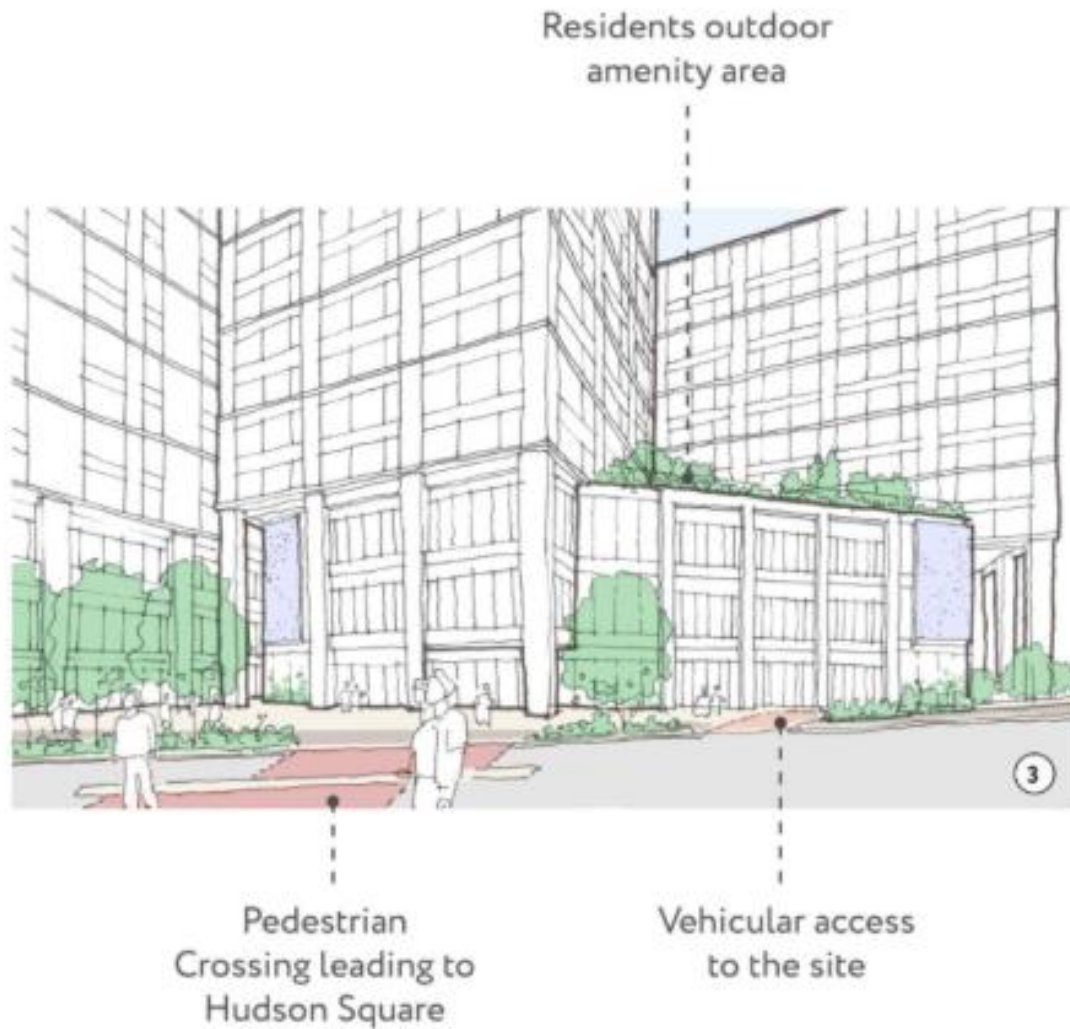 Residents outdoor
amenity area
3
Pedestrian
Crossing leading to
Hudson Square
Vehicular access
to the site